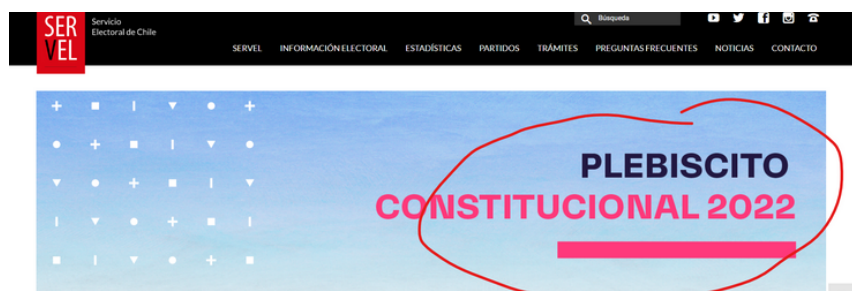 SER
VEL
Servicio
Electoral de Chile
Búsqueda
SERVEL INFORMACIÓN ELECTORAL ESTADÍSTICAS PARTIDOS TRÁMITES PREGUNTAS FRECUENTES NOTICIAS CONTACTO
PLEBISCITO
CONSTITUCIONAL 2022